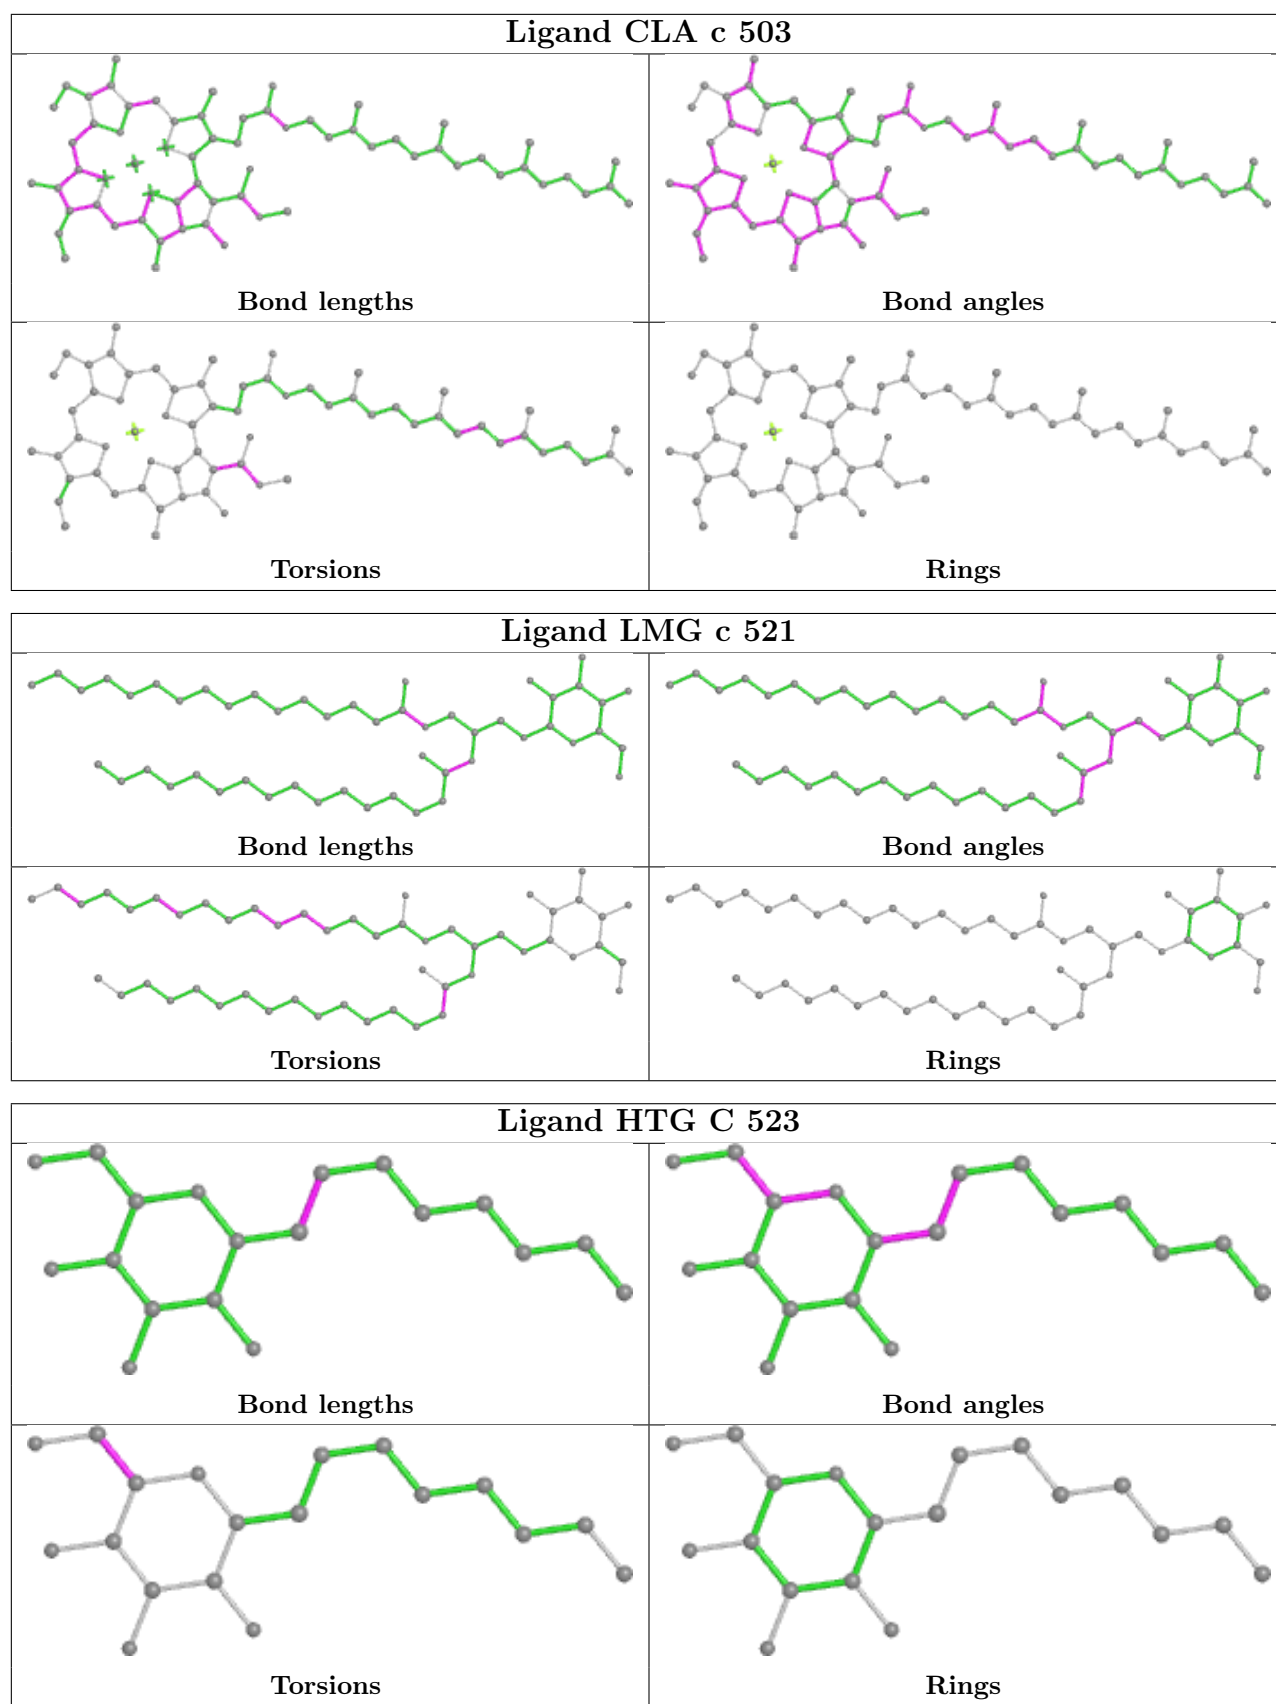 Ligand CLA c 503
Bond lengths
Bond angles
Torsions
Rings
Ligand LMG c 521
Bond lengths
Bond angles
Torsions
Rings
Ligand HTG C 523
Bond lengths
Bond angles
Torsions
Rings